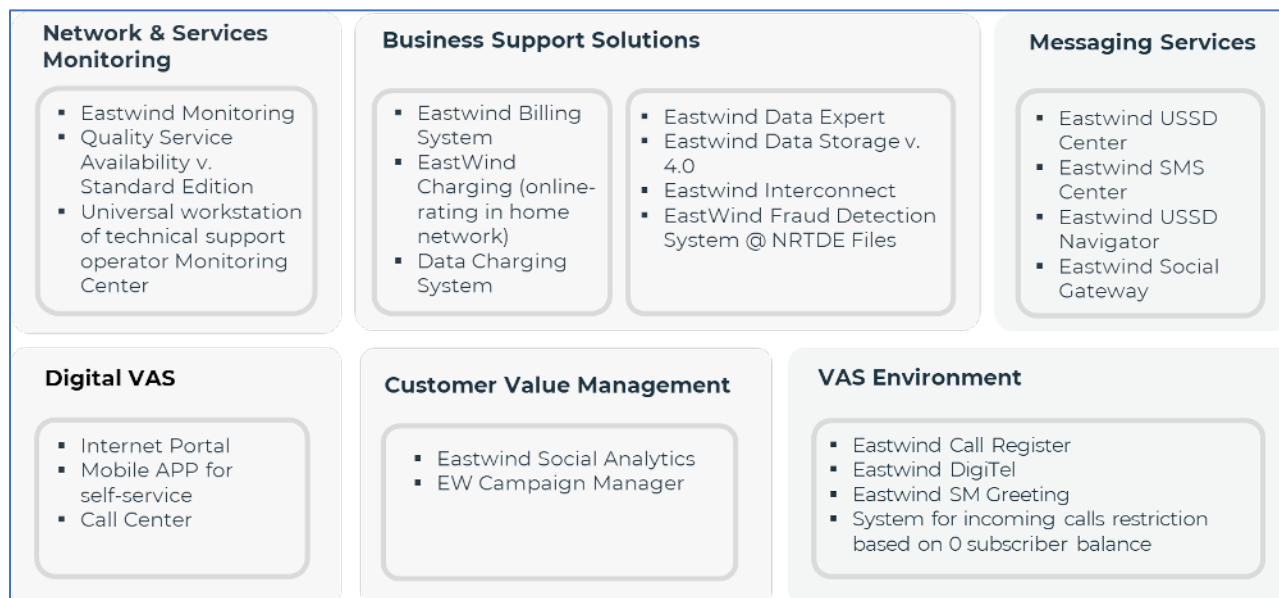 Network & Services
Monitoring
▪ Eastwind Monitoring
▪ Quality Service
Availability v.
Standard Edition
▪ Universal workstation
of technical support
operator Monitoring
Center
Business Support Solutions
▪ Eastwind Billing
System
▪ EastWind
Charging (online-
rating in home
network)
▪ Data Charging
System
▪ Eastwind Data Expert
▪ Eastwind Data Storage v.
4.0
▪ Eastwind Interconnect
▪ EastWind Fraud Detection
System @ NRTDE Files
Messaging Services
▪ Eastwind USSD
Center
▪ Eastwind SMS
Center
▪ Eastwind USSD
Navigator
▪ Eastwind Social
Gateway
Digital VAS
▪ Internet Portal
▪ Mobile APP for
self-service
▪ Call Center
Customer Value Management
▪ Eastwind Social Analytics
▪ EW Campaign Manager
VAS Environment
▪ Eastwind Call Register
▪ Eastwind DigiTel
▪ Eastwind SM Greeting
▪ System for incoming calls restriction
based on 0 subscriber balance